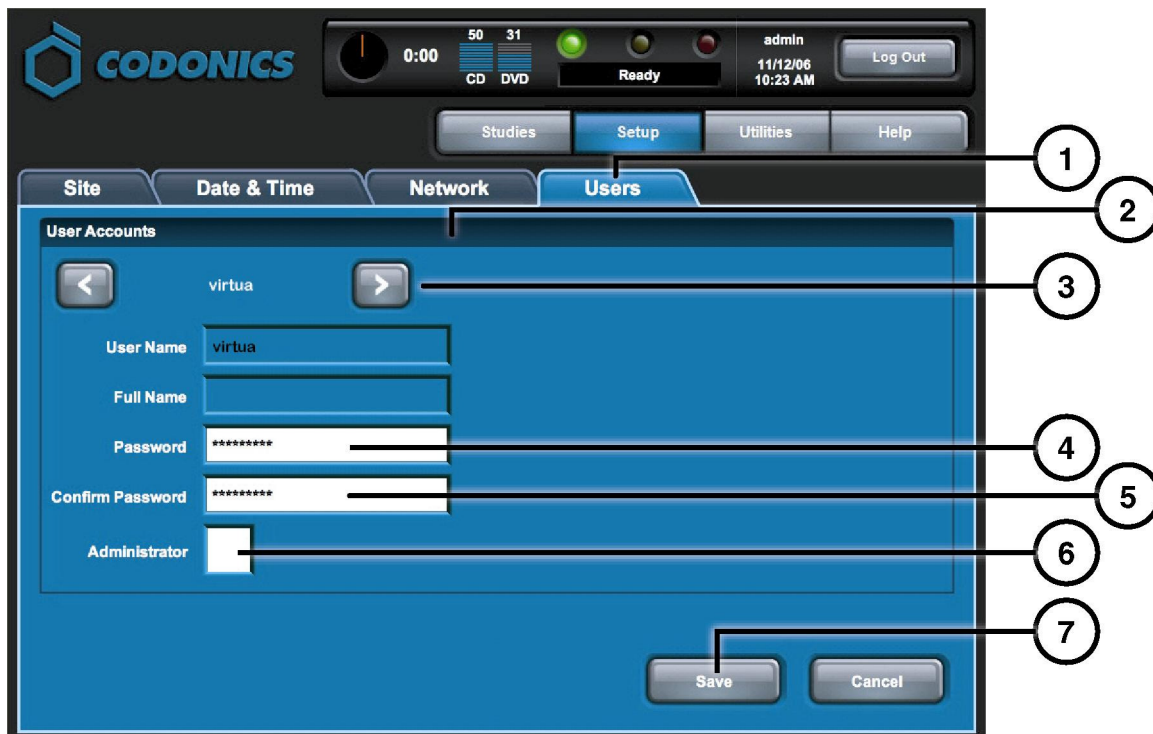 CODONICS
0:00
50 31
CD DVD
Ready
admin
11/12/06
10:23 AM
Log Out
Studies Setup Utilities Help
Site Date & Time Network Users
User Accounts
< virtua >
User Name virtua
Full Name
Password *********
Confirm Password *********
Administrator
Save Cancel
1
2
3
4
5
6
7